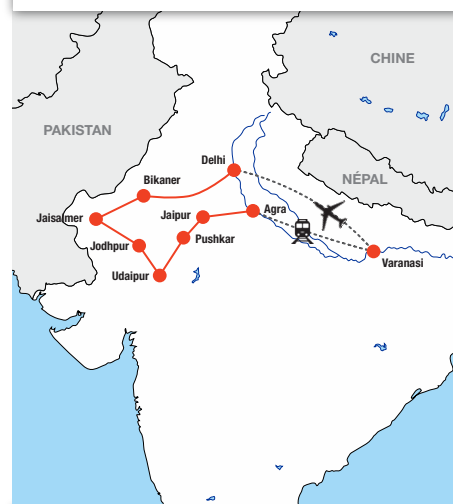 CHINE
PAKISTAN
NÉPAL
Delhi
Bikaner
Jaisalmer
Jaipur
Agra
Jodhpur
Pushkar
Varanasi
Udaipur